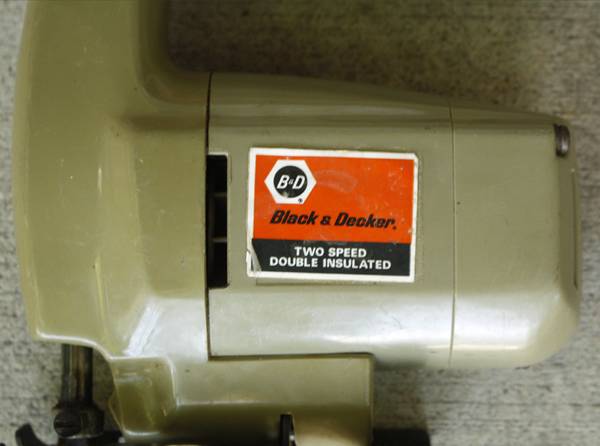 B&D
Black & Decker®
TWO SPEED
DOUBLE INSULATED